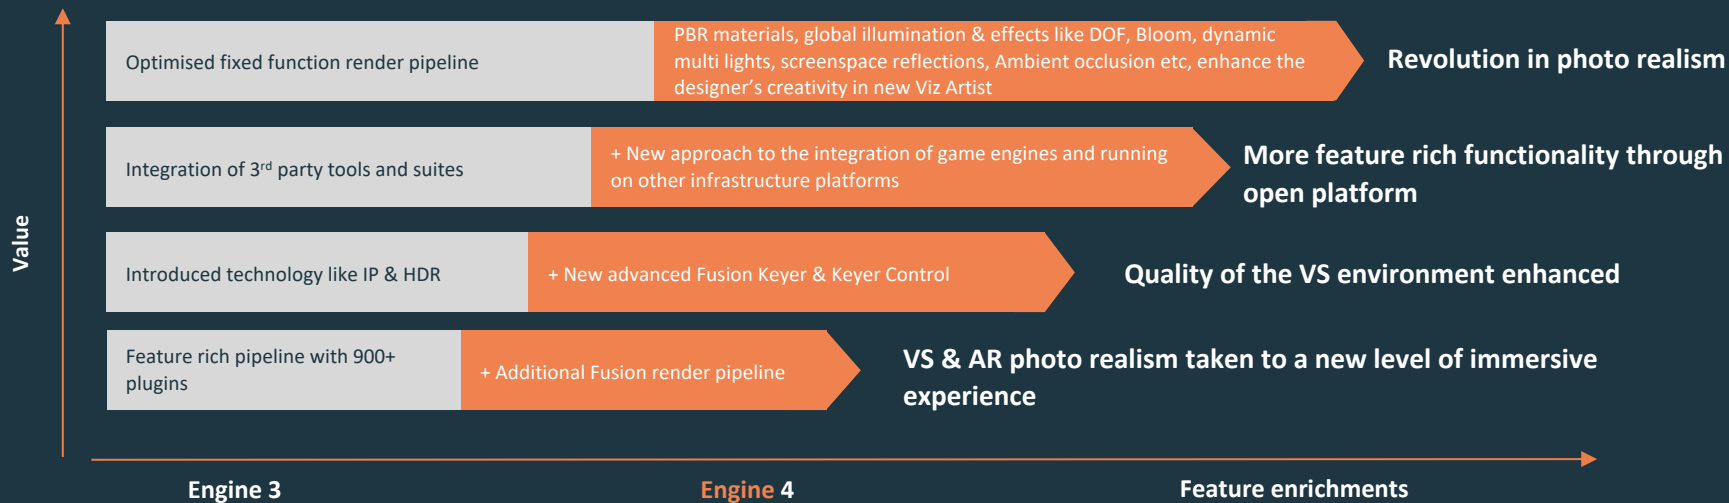 Value
Optimised fixed function render pipeline
PBR materials, global illumination & effects like DOF, Bloom, dynamic
multi lights, screenspace reflections, Ambient occlusion etc, enhance the
designer's creativity in new Viz Artist
Revolution in photo realism
Integration of 3rd party tools and suites
+ New approach to the integration of game engines and running
on other infrastructure platforms
More feature rich functionality through
open platform
Introduced technology like IP & HDR
+ New advanced Fusion Keyer & Keyer Control
Quality of the VS environment enhanced
Feature rich pipeline with 900+
plugins
+ Additional Fusion render pipeline
VS & AR photo realism taken to a new level of immersive
experience
Engine 3
Engine 4
Feature enrichments